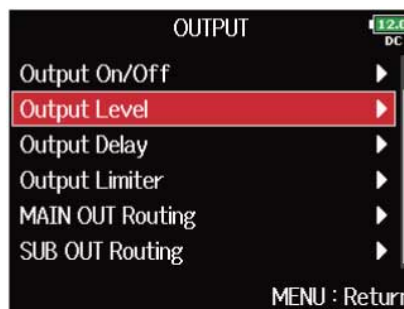 OUTPUT
12.0
DC
Output On/Off
Output Level
Output Delay
Output Limiter
MAIN OUT Routing
SUB OUT Routing
MENU : Return